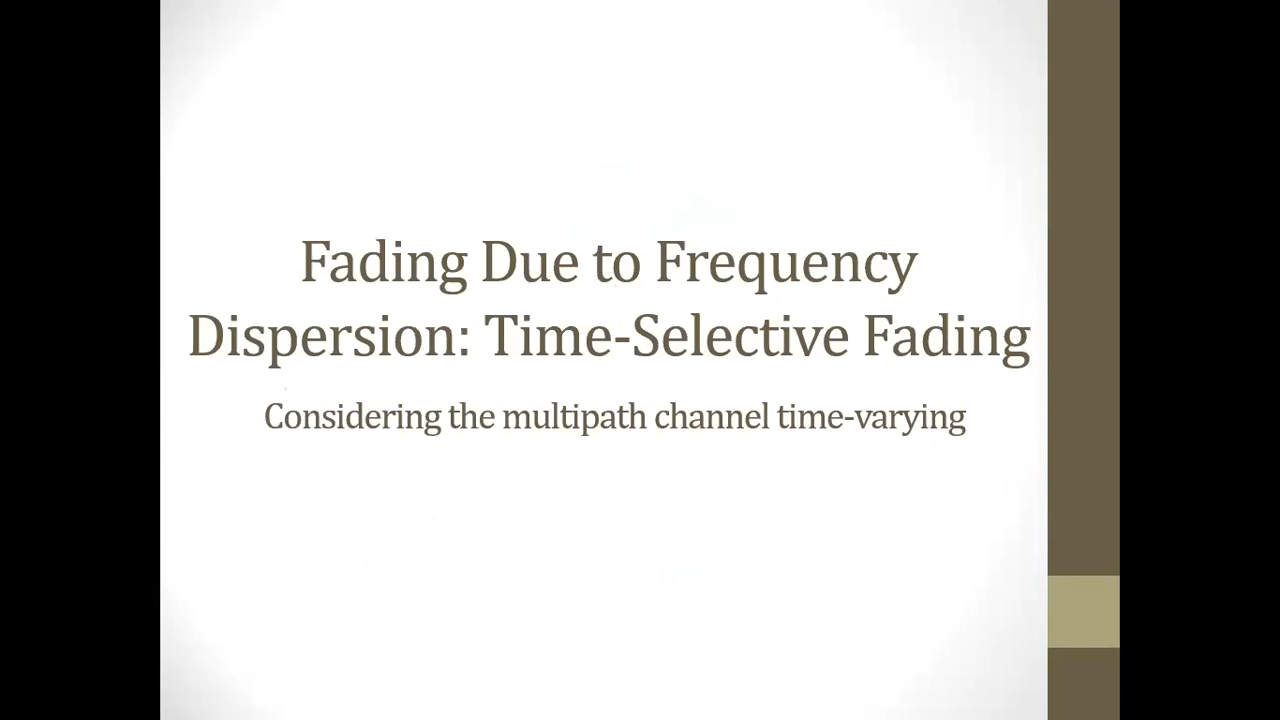 Fading Due to Frequency
Dispersion: Time-Selective Fading
Considering the multipath channel time-varying